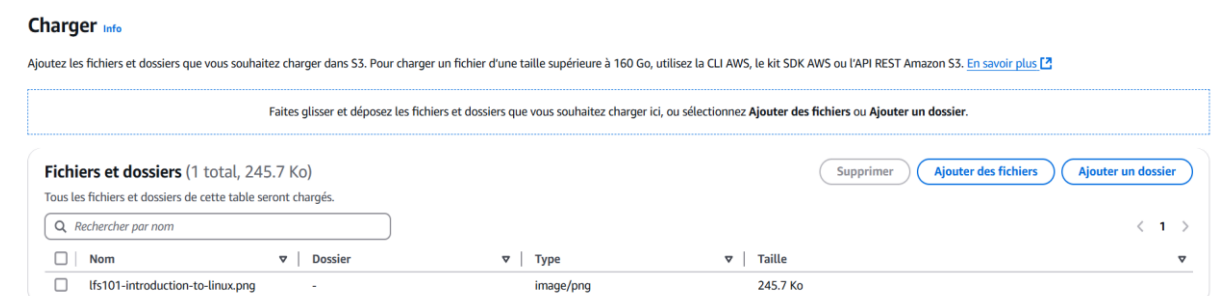 Charger Info
Ajoutez les fichiers et dossiers que vous souhaitez charger dans S3. Pour charger un fichier d'une taille supérieure à 160 Go, utilisez la CLI AWS, le kit SDK AWS ou l'API REST Amazon S3. En savoir plus
Faites glisser et déposez les fichiers et dossiers que vous souhaitez charger ici, ou sélectionnez Ajouter des fichiers ou Ajouter un dossier.
Fichiers et dossiers (1 total, 245.7 Ko)
Supprimer Ajouter des fichiers Ajouter un dossier
Tous les fichiers et dossiers de cette table seront chargés.
Rechercher par nom
1
Nom Dossier Type Taille
lfs101-introduction-to-linux.png - image/png 245.7 Ko